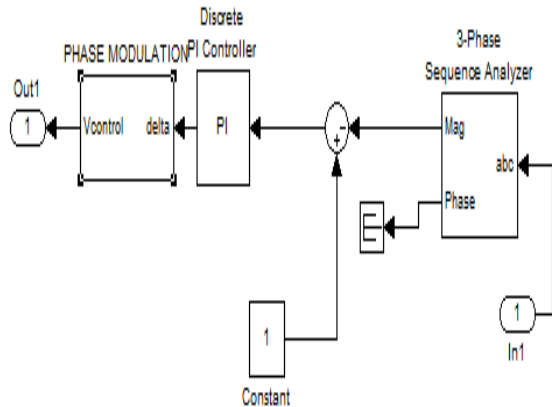 Discrete
PI Controller
PHASE MODULATION
3-Phase
Sequence Analyzer
Out1
1
Vcontrol
delta
PI
-
+
Mag
abc
Phase
1
Constant
1
In1